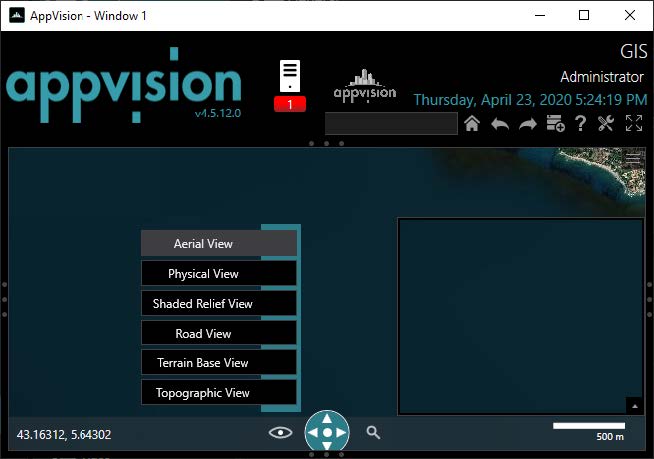 AppVision - Window 1
GIS
Administrator
appvision
v4.5.12.0
1
appvision
Thursday, April 23, 2020 5:24:19 PM
Aerial View
Physical View
Shaded Relief View
Road View
Terrain Base View
Topographic View
43.16312, 5.64302
500 m